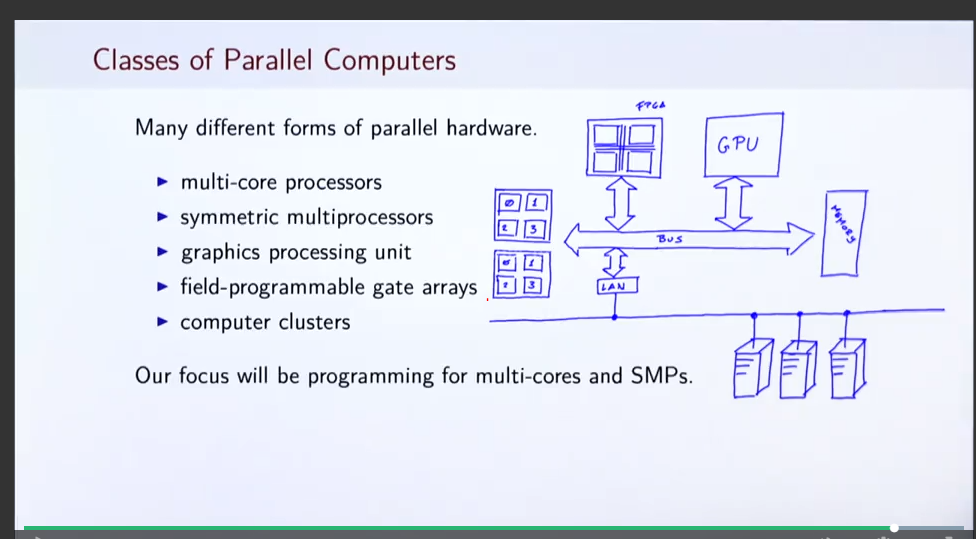 Classes of Parallel Computers
Many different forms of parallel hardware.
► multi-core processors
► symmetric multiprocessors
► graphics processing unit
► field-programmable gate arrays
► computer clusters
Our focus will be programming for multi-cores and SMPs.
FPGA
GPU
0 1
2 3
0 1
2 3
BUS
MEMORY
LAN